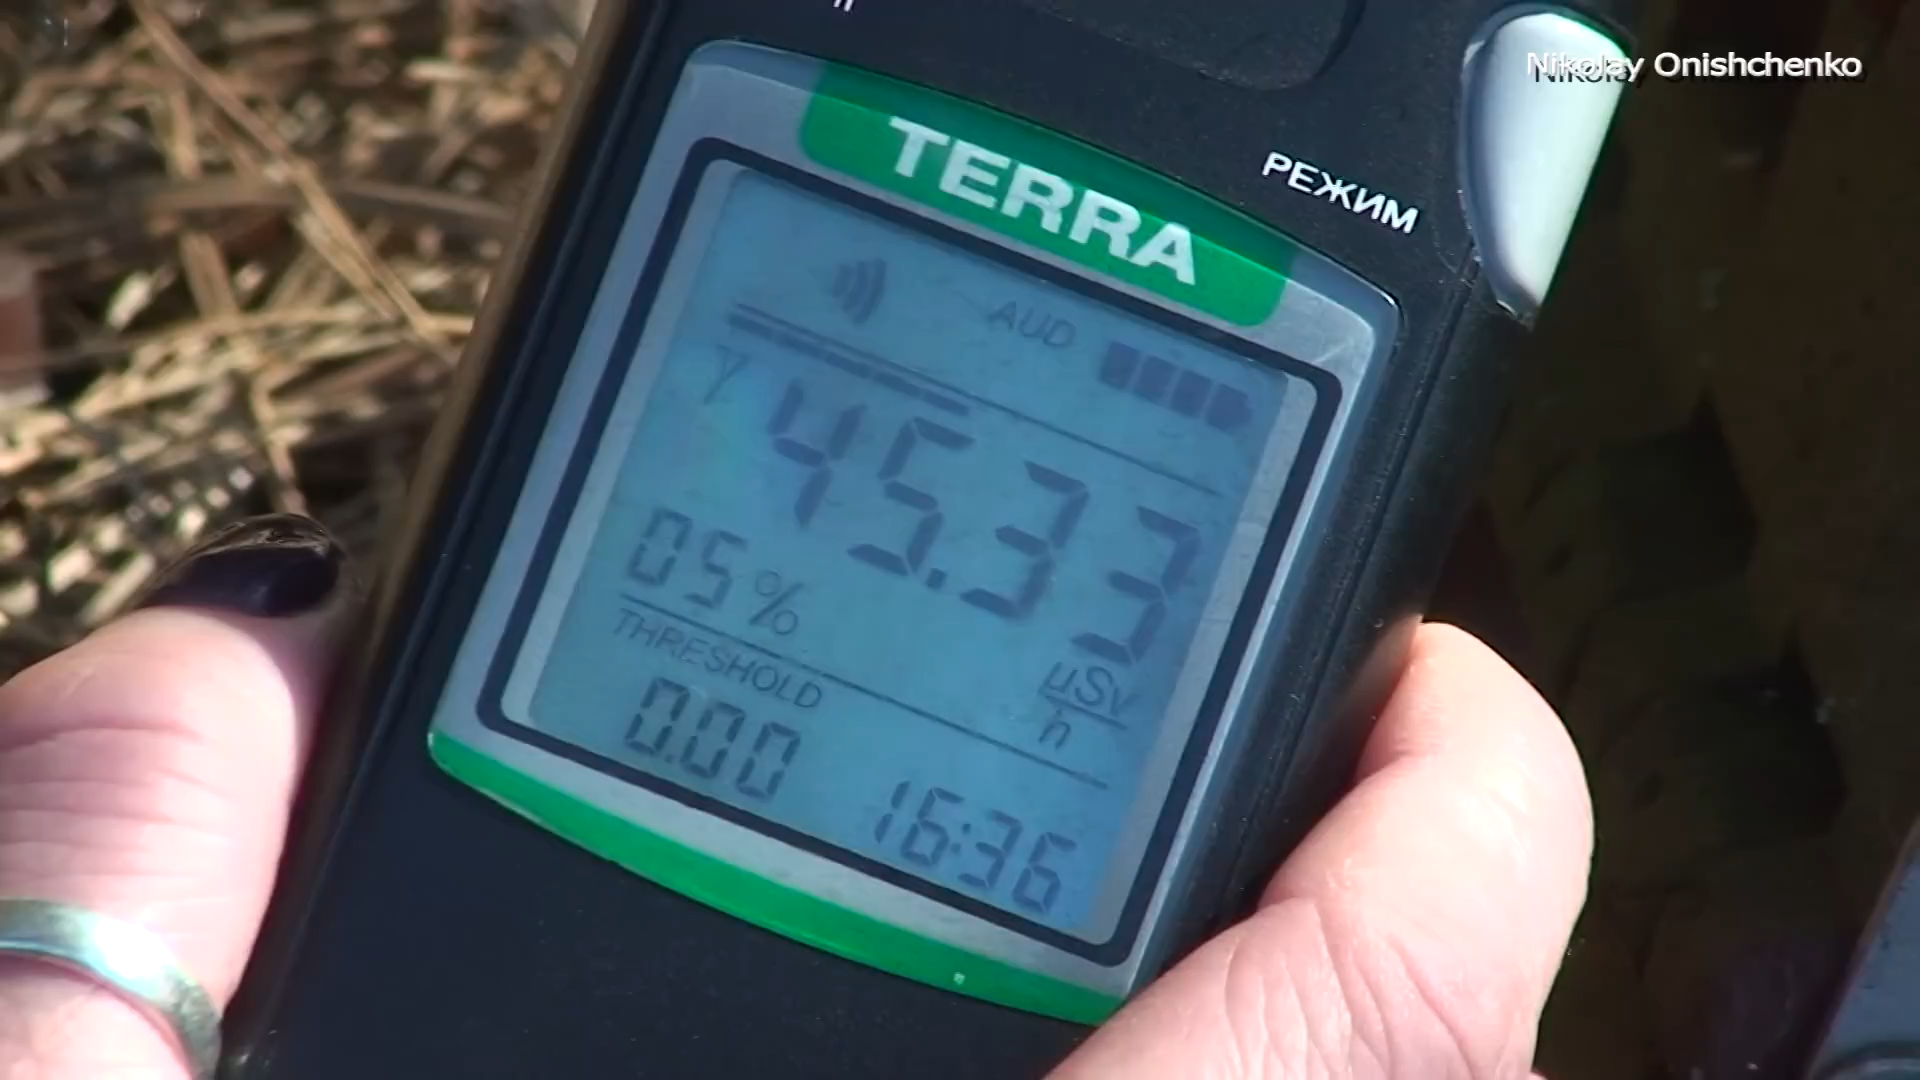 Nikolay Onishchenko
TERRA
РЕЖИМ
AUD
γ 45.33
05%
µSv
h
THRESHOLD
0.00
16:36